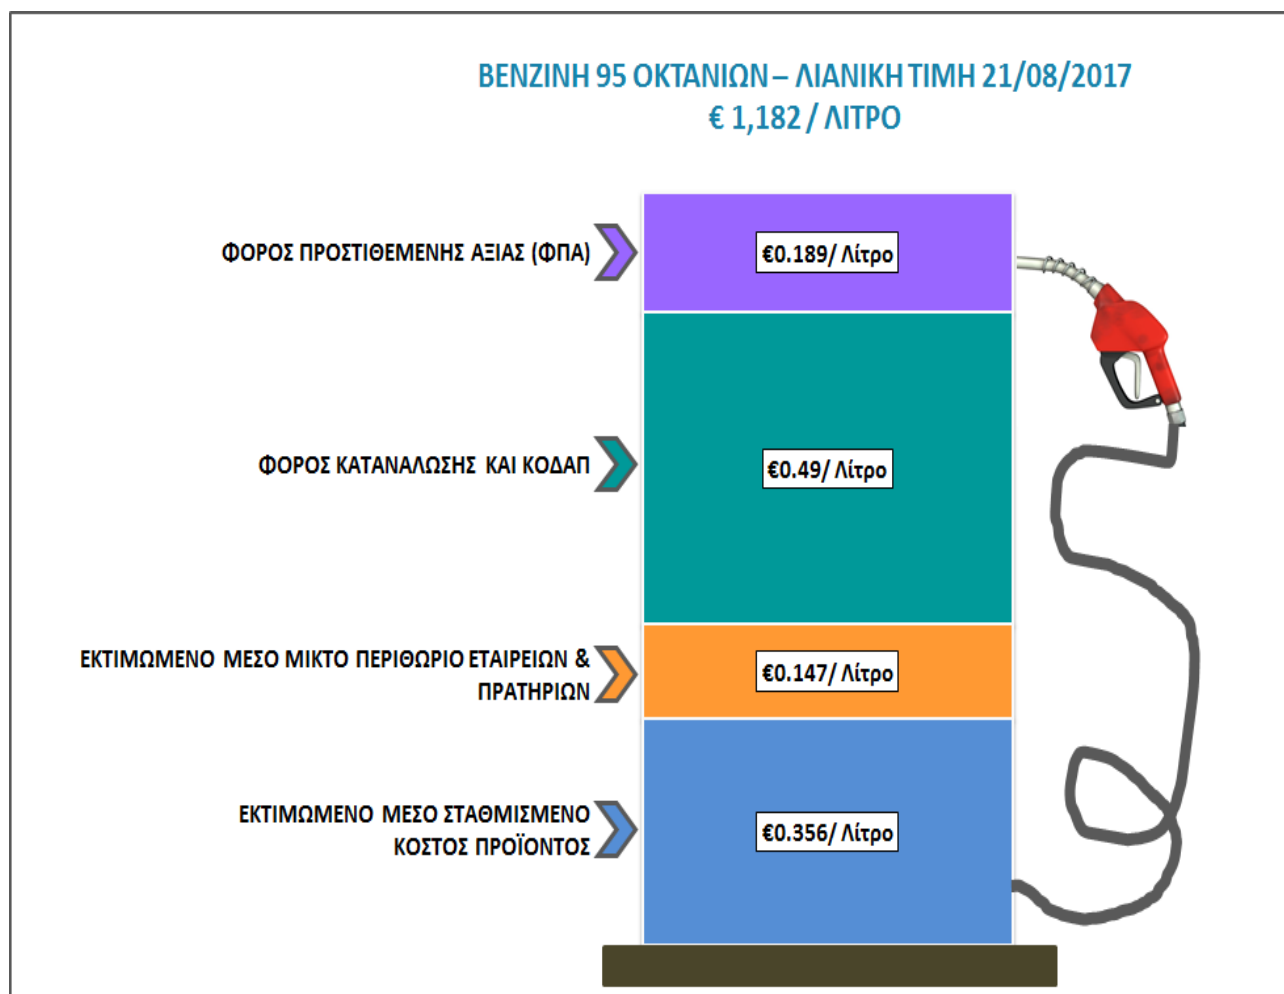 ΒΕΝΖΙΝΗ 95 ΟΚΤΑΝΙΩΝ – ΛΙΑΝΙΚΗ ΤΙΜΗ 21/08/2017
€ 1,182 / ΛΙΤΡΟ
ΦΟΡΟΣ ΠΡΟΣΤΙΘΕΜΕΝΗΣ ΑΞΙΑΣ (ΦΠΑ)
€0.189/ Λίτρο
ΦΟΡΟΣ ΚΑΤΑΝΑΛΩΣΗΣ ΚΑΙ ΚΟΔΑΠ
€0.49/ Λίτρο
ΕΚΤΙΜΩΜΕΝΟ ΜΕΣΟ ΜΙΚΤΟ ΠΕΡΙΘΩΡΙΟ ΕΤΑΙΡΕΙΩΝ &
ΠΡΑΤΗΡΙΩΝ
€0.147/ Λίτρο
ΕΚΤΙΜΩΜΕΝΟ ΜΕΣΟ ΣΤΑΘΜΙΣΜΕΝΟ
ΚΟΣΤΟΣ ΠΡΟΪΟΝΤΟΣ
€0.356/ Λίτρο